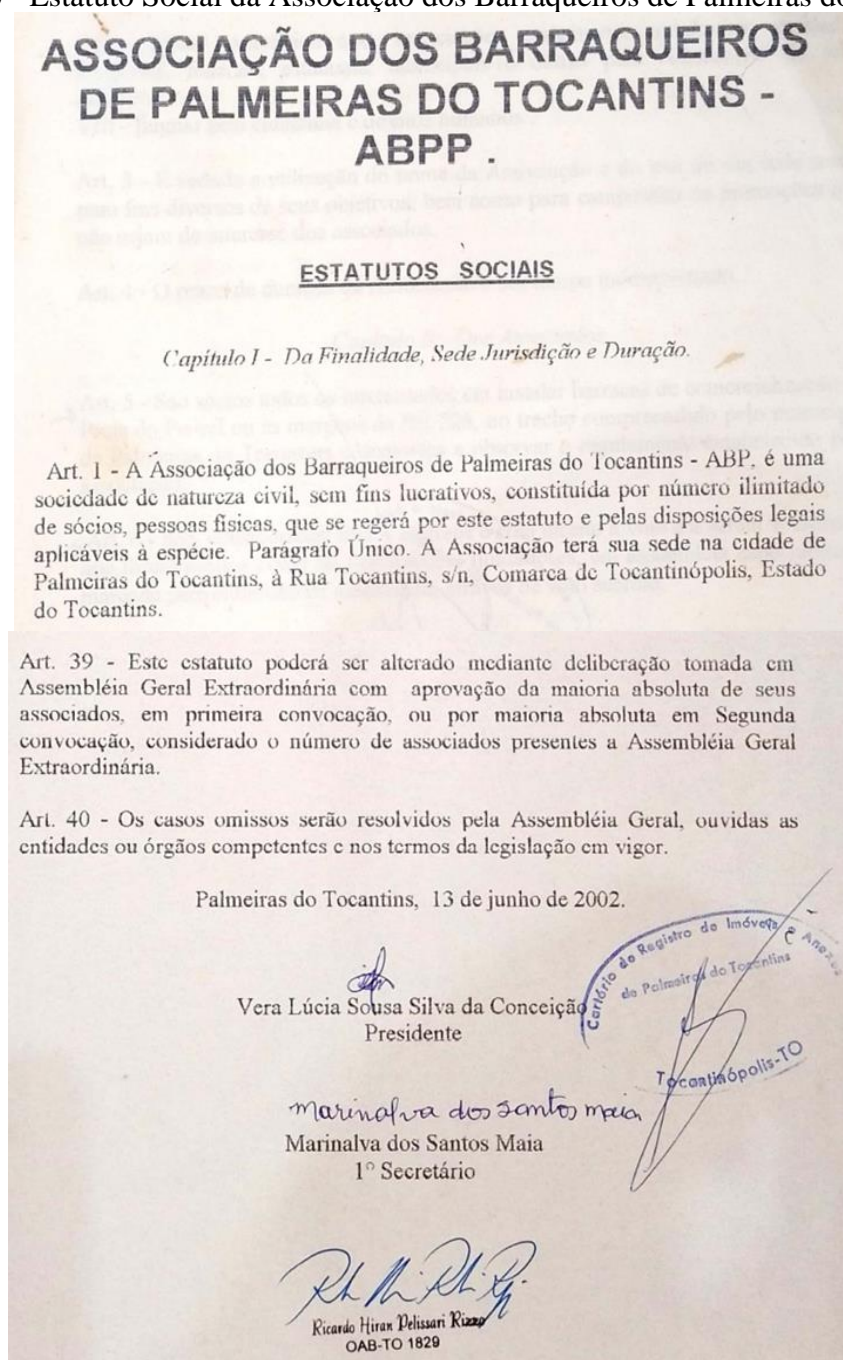 Estatuto Social da Associação dos Barraqueiros de Palmeiras do
ASSOCIAÇÃO DOS BARRAQUEIROS
DE PALMEIRAS DO TOCANTINS -
ABPP .
ESTATUTOS SOCIAIS
Capítulo I - Da Finalidade, Sede Jurisdição e Duração.
Art. 1 - A Associação dos Barraqueiros de Palmeiras do Tocantins - ABP, é uma
sociedade de natureza civil, sem fins lucrativos, constituída por número ilimitado
de sócios, pessoas físicas, que se regerá por este estatuto e pelas disposições legais
aplicáveis à espécie. Parágrafo Único. A Associação terá sua sede na cidade de
Palmeiras do Tocantins, à Rua Tocantins, s/n, Comarca de Tocantinópolis, Estado
do Tocantins.
Art. 39 - Este estatuto poderá ser alterado mediante deliberação tomada em
Assembléia Geral Extraordinária com aprovação da maioria absoluta de seus
associados, em primeira convocação, ou por maioria absoluta em Segunda
convocação, considerado o número de associados presentes a Assembléia Geral
Extraordinária.
Art. 40 - Os casos omissos serão resolvidos pela Assembléia Geral, ouvidas as
entidades ou órgãos competentes e nos termos da legislação em vigor.
Palmeiras do Tocantins, 13 de junho de 2002.
Cartório de Registro de Imóveis e Anexos
de Palmeiras do Tocantins
Tocantinópolis-TO
Vera Lúcia Sousa Silva da Conceição
Presidente
marinalva dos santos maia
Marinalva dos Santos Maia
1º Secretário
Ricardo Hiran Pelissari Rizzo
OAB-TO 1829